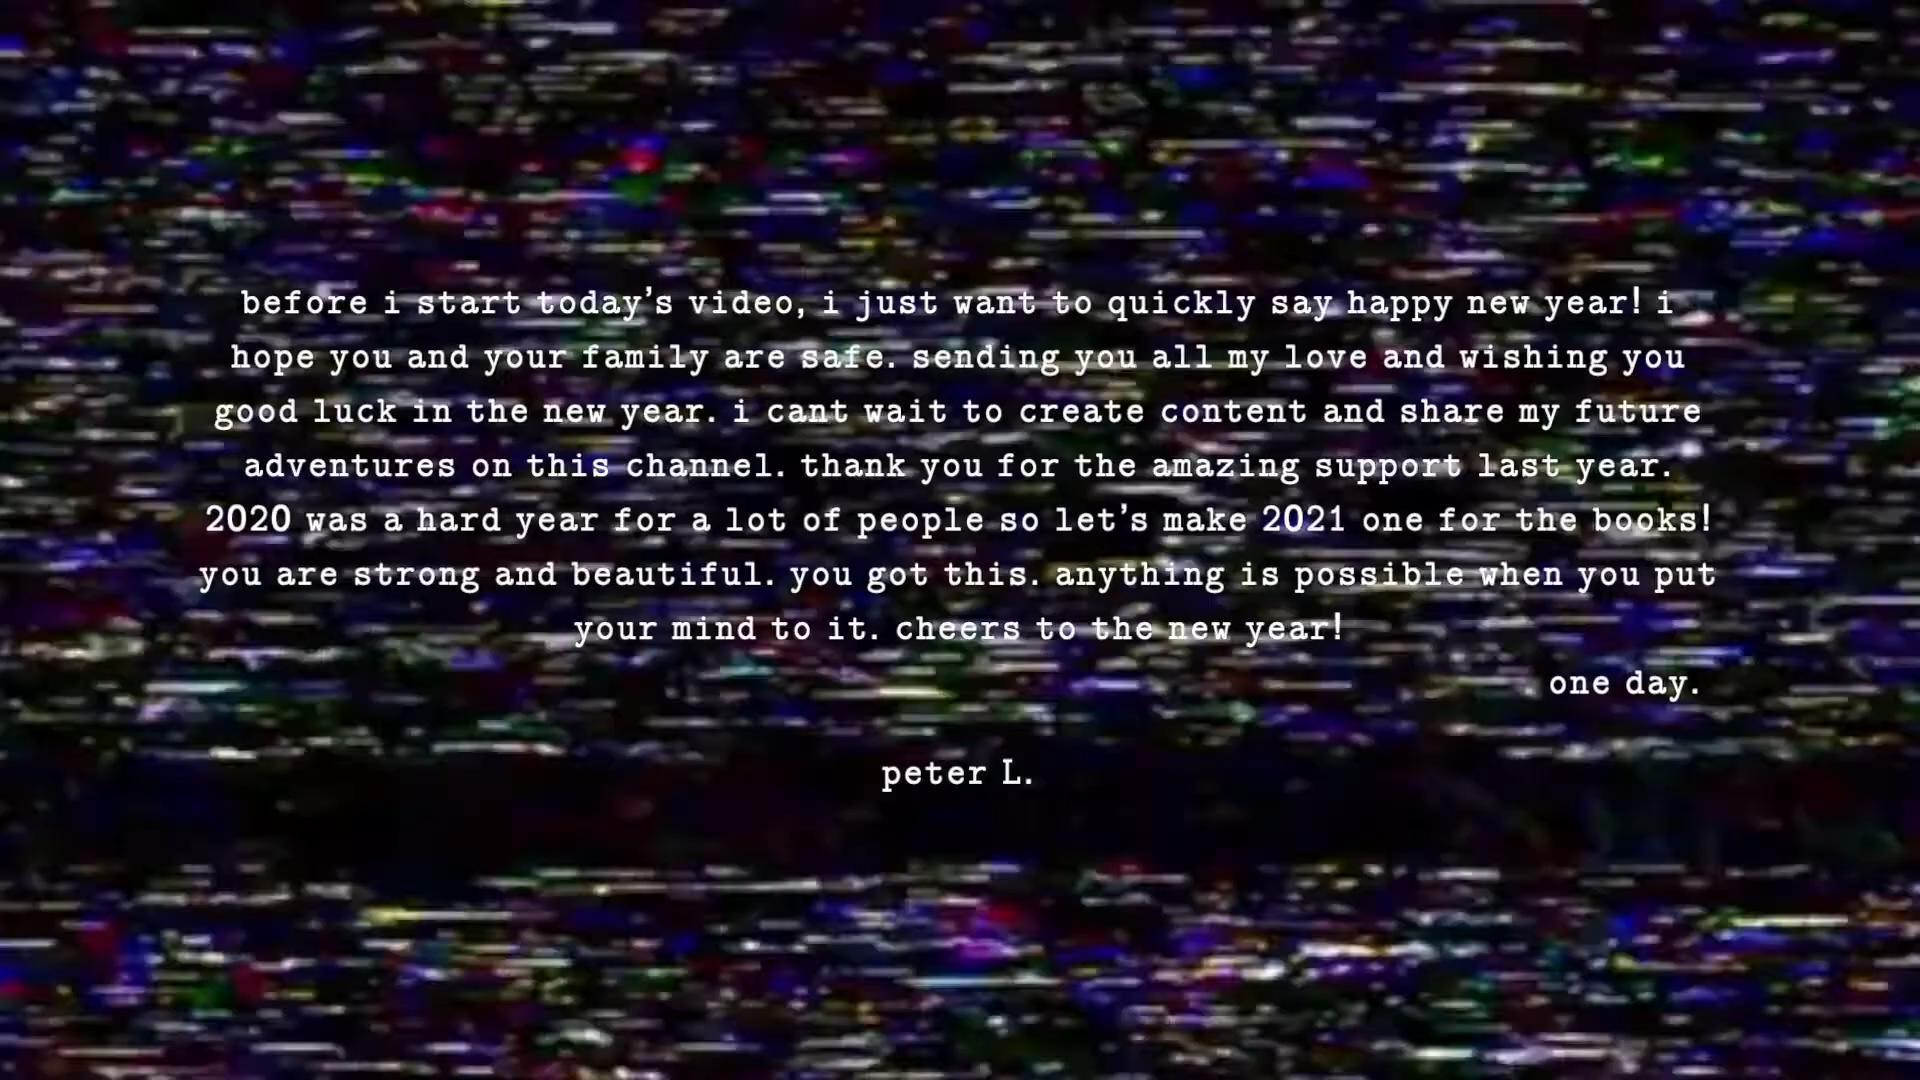 before i start today's video, i just want to quickly say happy new year! i
hope you and your family are safe. sending you all my love and wishing you
good luck in the new year. i cant wait to create content and share my future
adventures on this channel. thank you for the amazing support last year.
2020 was a hard year for a lot of people so let's make 2021 one for the books!
you are strong and beautiful. you got this. anything is possible when you put
your mind to it. cheers to the new year!
one day.
peter L.